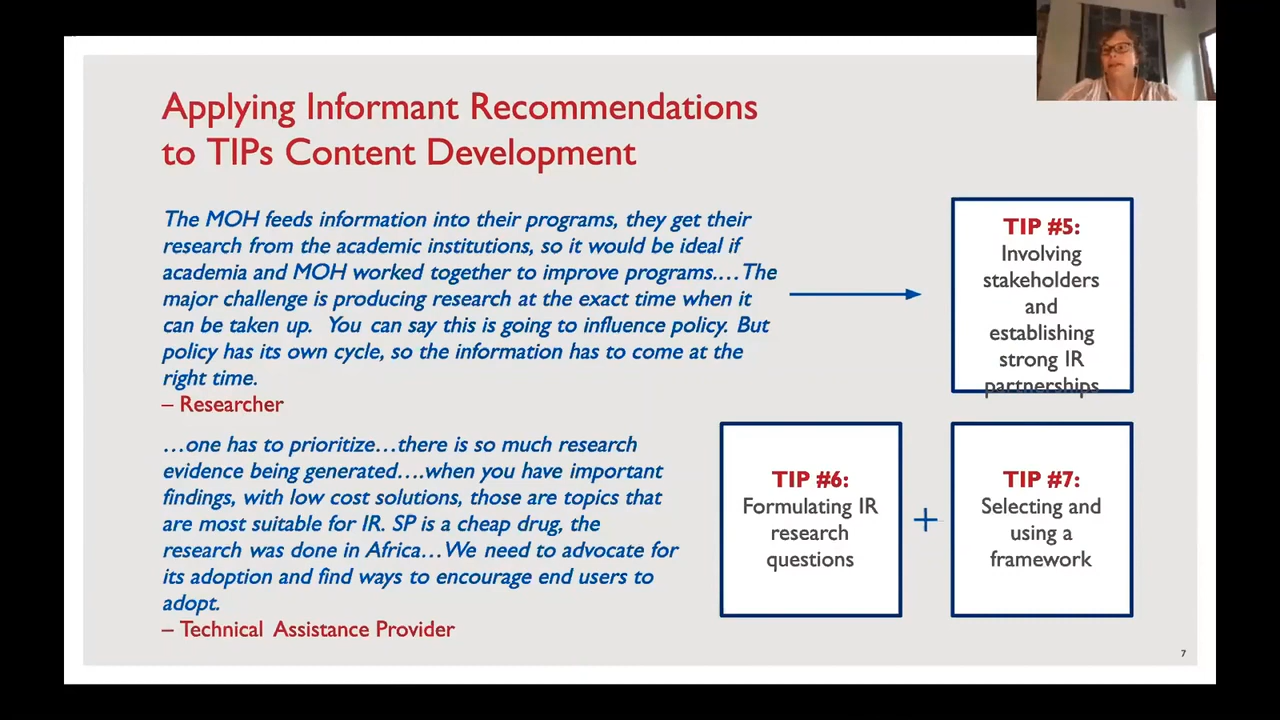 Applying Informant Recommendations
to TIPs Content Development
The MOH feeds information into their programs, they get their
research from the academic institutions, so it would be ideal if
academia and MOH worked together to improve programs.…The
major challenge is producing research at the exact time when it
can be taken up.  You can say this is going to influence policy. But
policy has its own cycle, so the information has to come at the
right time.
– Researcher
TIP #5:
Involving
stakeholders
and
establishing
strong IR
partnerships
…one has to prioritize…there is so much research
evidence being generated….when you have important
findings, with low cost solutions, those are topics that
are most suitable for IR. SP is a cheap drug, the
research was done in Africa…We need to advocate for
its adoption and find ways to encourage end users to
adopt.
– Technical Assistance Provider
TIP #6:
Formulating IR
research
questions
+
TIP #7:
Selecting and
using a
framework
7